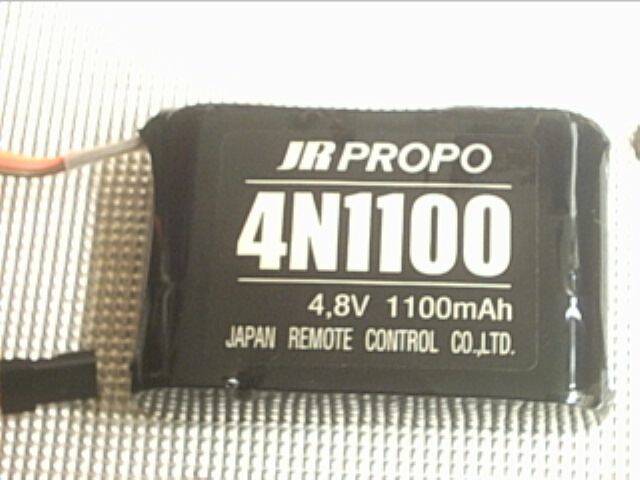 JR PROPO
4N1100
4,8V 1100mAh
JAPAN REMOTE CONTROL CO.,LTD.